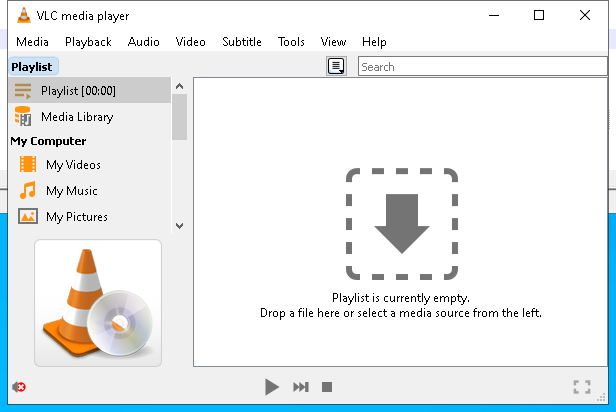 VLC media player
Media Playback Audio Video Subtitle Tools View Help
Playlist
Search
Playlist [00:00]
Media Library
My Computer
My Videos
My Music
My Pictures
Playlist is currently empty.
Drop a file here or select a media source from the left.